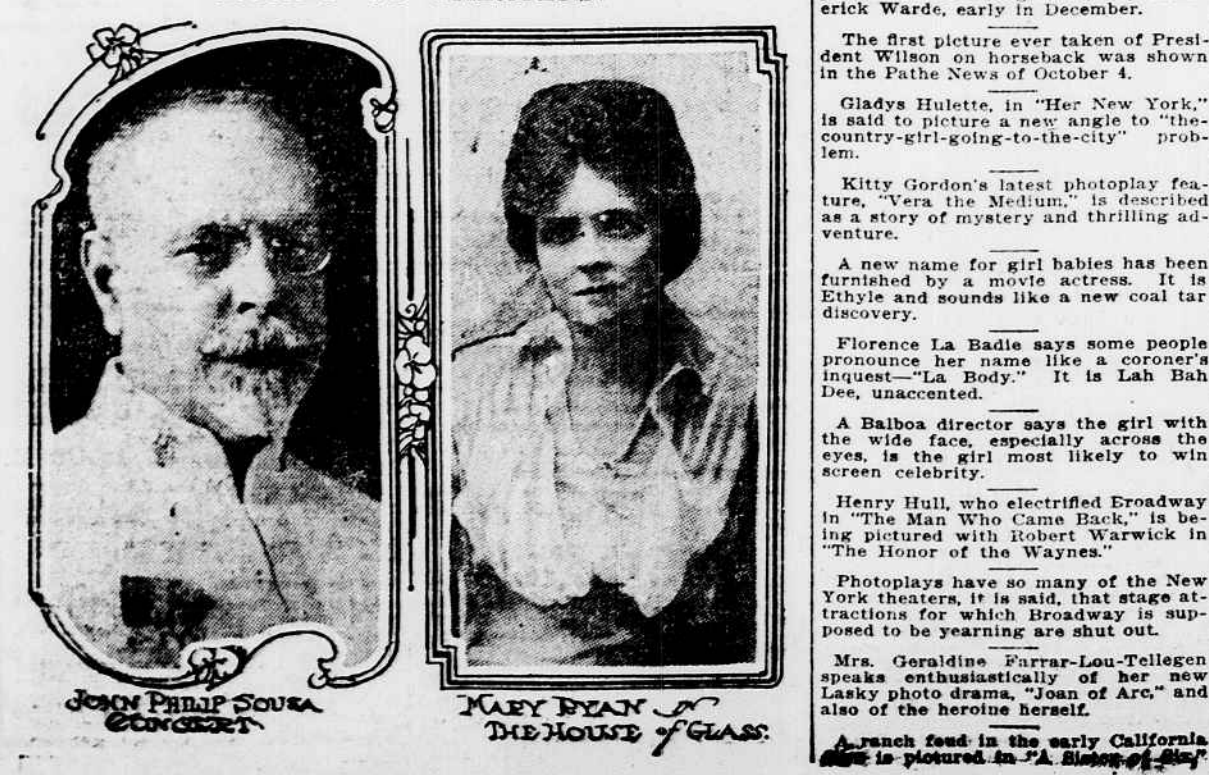 JOHN PHILIP SOUSA
CONCERT
MARY RYAN IN
THE HOUSE of GLASS.
erick Warde, early in December.
The first picture ever taken of Presi-
dent Wilson on horseback was shown
in the Pathe News of October 4.
Gladys Hulette, in "Her New York,"
is said to picture a new angle to "the-
country-girl-going-to-the-city" prob-
lem.
Kitty Gordon's latest photoplay fea-
ture, "Vera the Medium," is described
as a story of mystery and thrilling ad-
venture.
A new name for girl babies has been
furnished by a movie actress. It is
Ethyle and sounds like a new coal tar
discovery.
Florence La Badie says some people
pronounce her name like a coroner's
inquest—"La Body." It is Lah Bah
Dee, unaccented.
A Balboa director says the girl with
the wide face, especially across the
eyes, is the girl most likely to win
screen celebrity.
Henry Hull, who electrified Broadway
in "The Man Who Came Back," is be-
ing pictured with Robert Warwick in
"The Honor of the Waynes."
Photoplays have so many of the New
York theaters, it is said, that stage at-
tractions for which Broadway is sup-
posed to be yearning are shut out.
Mrs. Geraldine Farrar-Lou-Tellegen
speaks enthusiastically of her new
Lasky photo drama, "Joan of Arc," and
also of the heroine herself.
A ranch feud in the early California
is pictured in "A Sister of Six,"